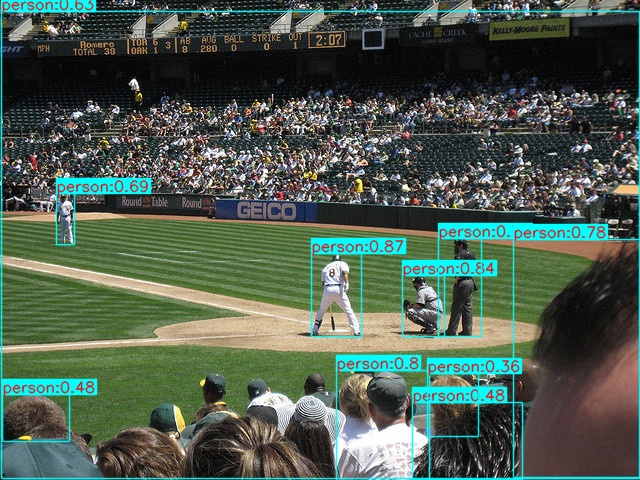 person:0.63
KELLY-MOORE PAINTS
CACHE CREEK
MPH Romero TOR 6 3 AB AVG BALL STRIKE OUT 2:07
TOTAL 38 OAK 1 3 8 .280 0 0 1
person:0.69
Round Table
Round
GEICO
person:0.
person:0.78
person:0.87
person:0.84
8
person:0.8
person:0.36
person:0.48
person:0.48